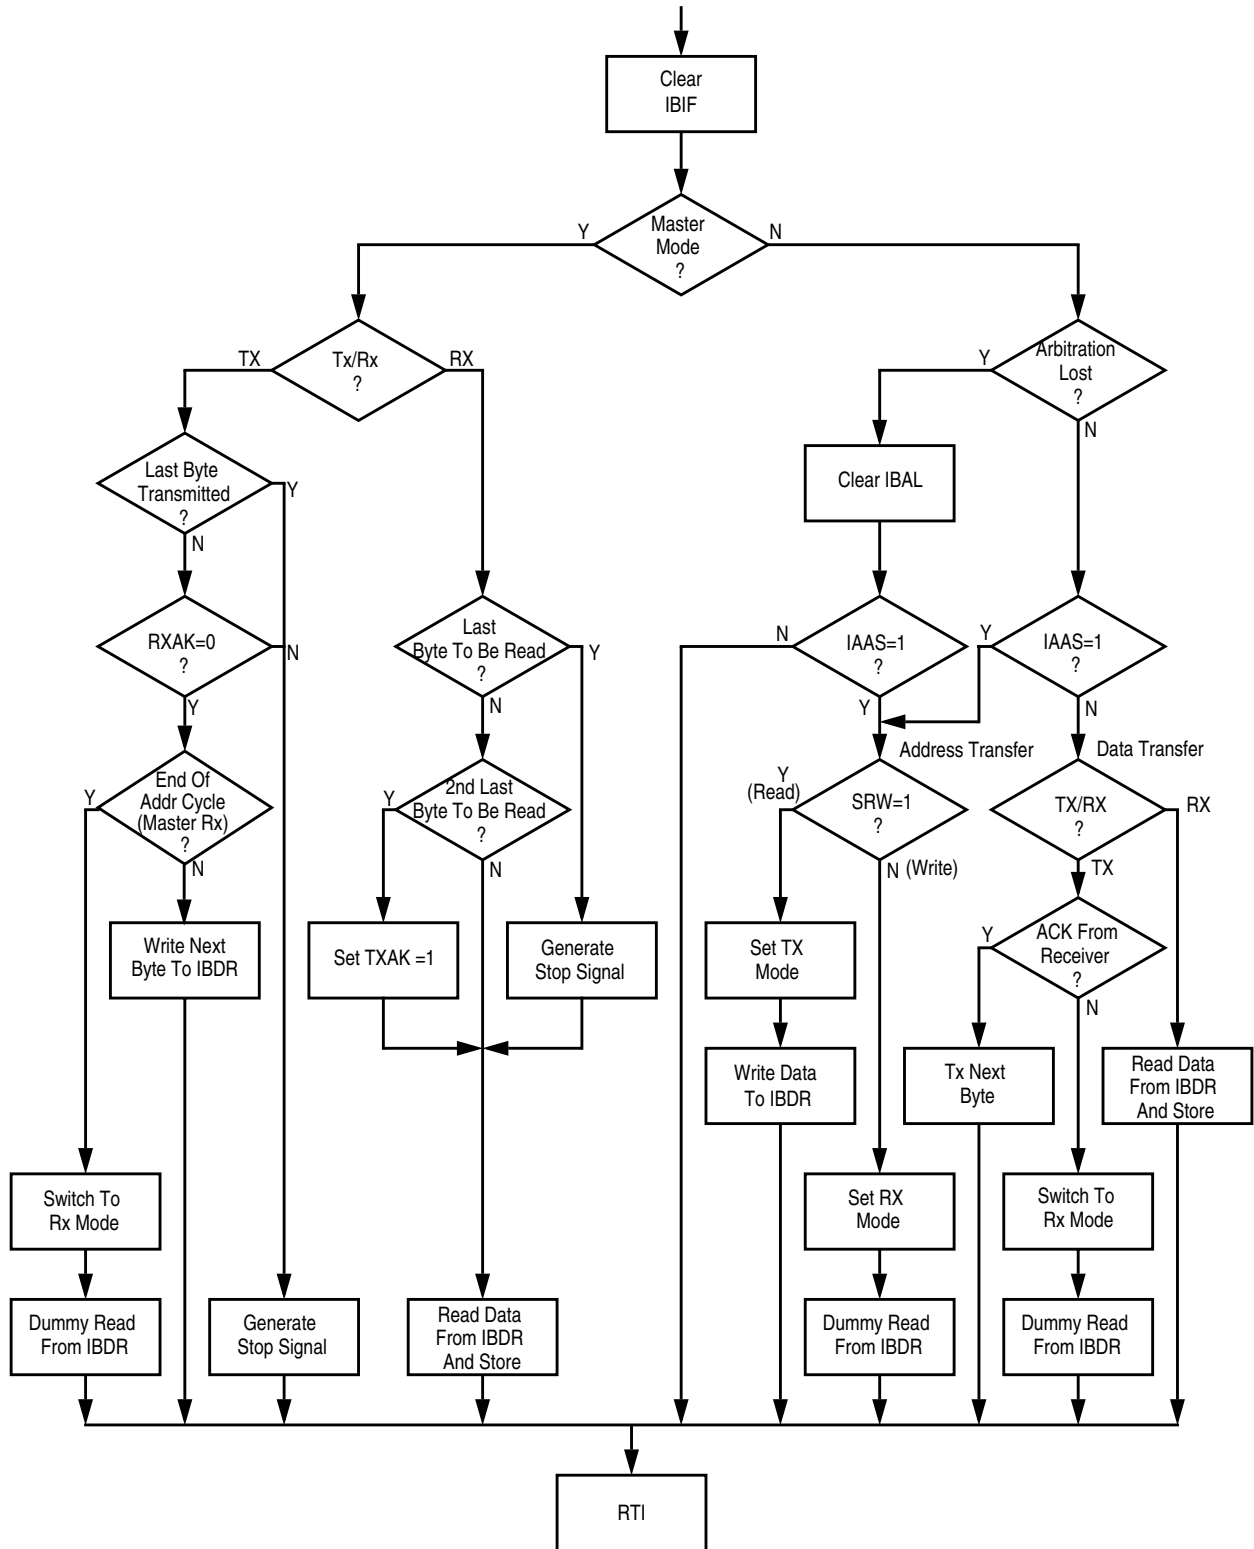 Clear
IBIF
Master
Mode
?
Y
N
Tx/Rx
?
TX
RX
Arbitration
Lost
?
Y
N
Last Byte
Transmitted
?
Y
N
Clear IBAL
RXAK=0
?
N
Y
Last
Byte To Be Read
?
Y
N
IAAS=1
?
N
Y
IAAS=1
?
Y
N
Address Transfer
Data Transfer
End Of
Addr Cycle
(Master Rx)
?
Y
N
2nd Last
Byte To Be Read
?
Y
N
Y
(Read)
SRW=1
?
N (Write)
TX/RX
?
RX
TX
Write Next
Byte To IBDR
Set TXAK =1
Generate
Stop Signal
Set TX
Mode
ACK From
Receiver
?
Y
N
Write Data
To IBDR
Tx Next
Byte
Read Data
From IBDR
And Store
Switch To
Rx Mode
Set RX
Mode
Switch To
Rx Mode
Dummy Read
From IBDR
Generate
Stop Signal
Read Data
From IBDR
And Store
Dummy Read
From IBDR
Dummy Read
From IBDR
RTI